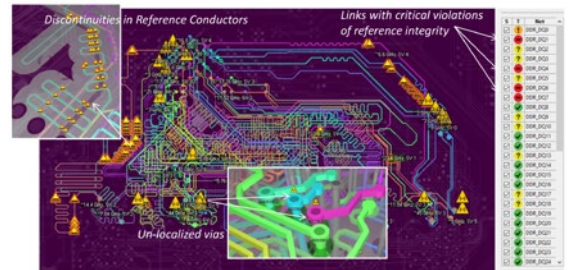 Discontinuities in Reference Conductors
Links with critical violations
of reference integrity
Un-localized vias
S T Net
DDR_DQ0
DDR_DQ1
DDR_DQ2
DDR_DQ3
DDR_DQ4
DDR_DQ5
DDR_DQ6
DDR_DQ7
DDR_DQ8
DDR_DQ9
DDR_DQ10
DDR_DQ11
DDR_DQ12
DDR_DQ13
DDR_DQ14
DDR_DQ15
DDR_DQ16
DDR_DQ17
DDR_DQ18
DDR_DQ19
DDR_DQ20
DDR_DQ21
DDR_DQ22
DDR_DQ23
DDR_DQ24